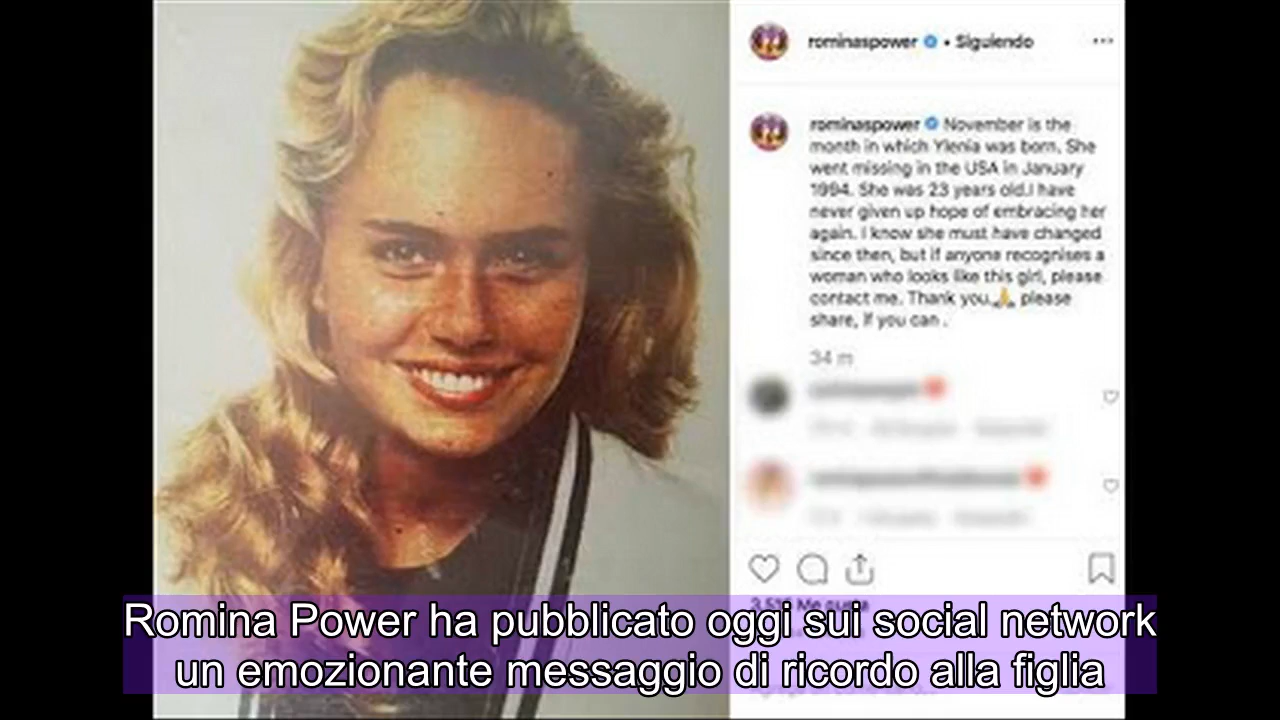 rominaspower • Siguiendo
rominaspower November is the
month in which Ylenia was born. She
went missing in the USA in January
1994. She was 23 years old.I have
never given up hope of embracing her
again. I know she must have changed
since then, but if anyone recognises a
woman who looks like this girl, please
contact me. Thank you.🙏 please
share, if you can .
34 m
Me gusta
Romina Power ha pubblicato oggi sui social network
un emozionante messaggio di ricordo alla figlia